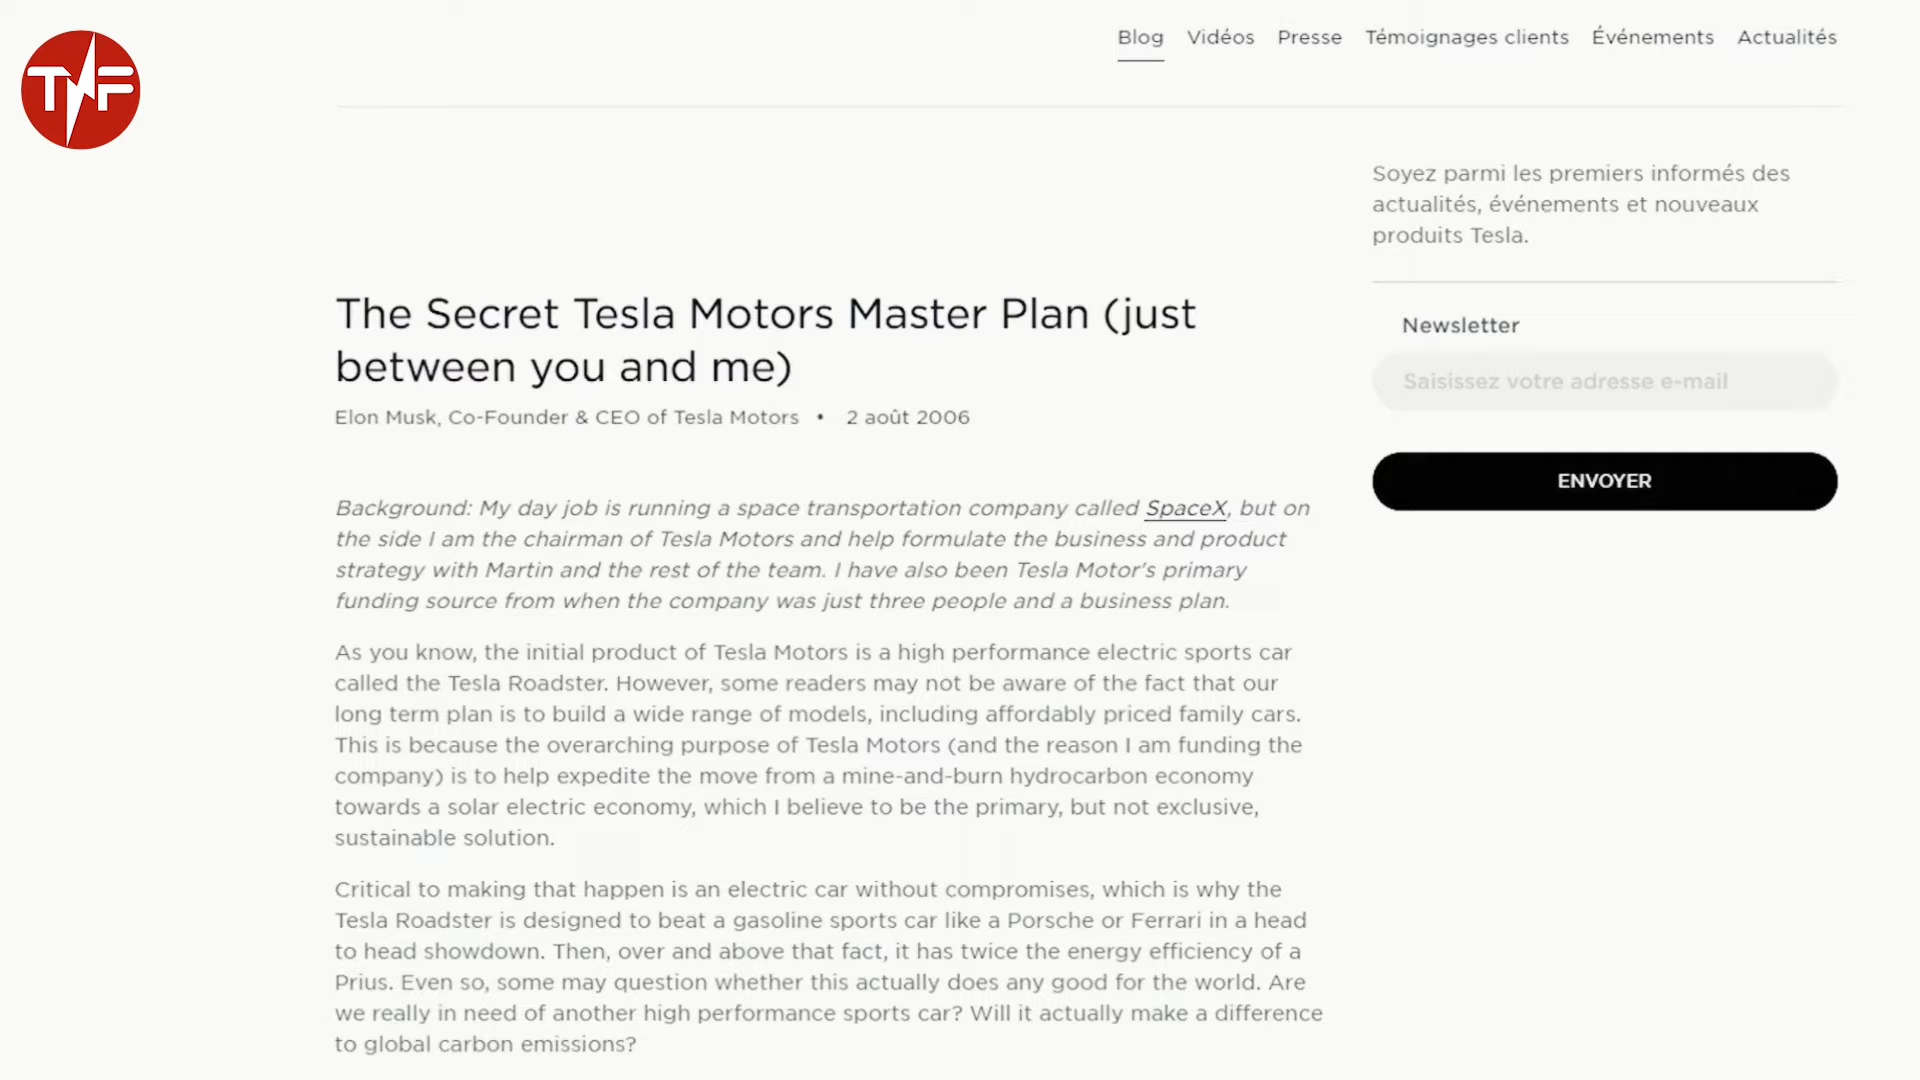 TNF
Blog Vidéos Presse Témoignages clients Événements Actualités
Soyez parmi les premiers informés des
actualités, événements et nouveaux
produits Tesla.
Newsletter
Saisissez votre adresse e-mail
ENVOYER
The Secret Tesla Motors Master Plan (just
between you and me)
Elon Musk, Co-Founder & CEO of Tesla Motors • 2 août 2006
Background: My day job is running a space transportation company called SpaceX, but on
the side I am the chairman of Tesla Motors and help formulate the business and product
strategy with Martin and the rest of the team. I have also been Tesla Motor's primary
funding source from when the company was just three people and a business plan.
As you know, the initial product of Tesla Motors is a high performance electric sports car
called the Tesla Roadster. However, some readers may not be aware of the fact that our
long term plan is to build a wide range of models, including affordably priced family cars.
This is because the overarching purpose of Tesla Motors (and the reason I am funding the
company) is to help expedite the move from a mine-and-burn hydrocarbon economy
towards a solar electric economy, which I believe to be the primary, but not exclusive,
sustainable solution.
Critical to making that happen is an electric car without compromises, which is why the
Tesla Roadster is designed to beat a gasoline sports car like a Porsche or Ferrari in a head
to head showdown. Then, over and above that fact, it has twice the energy efficiency of a
Prius. Even so, some may question whether this actually does any good for the world. Are
we really in need of another high performance sports car? Will it actually make a difference
to global carbon emissions?